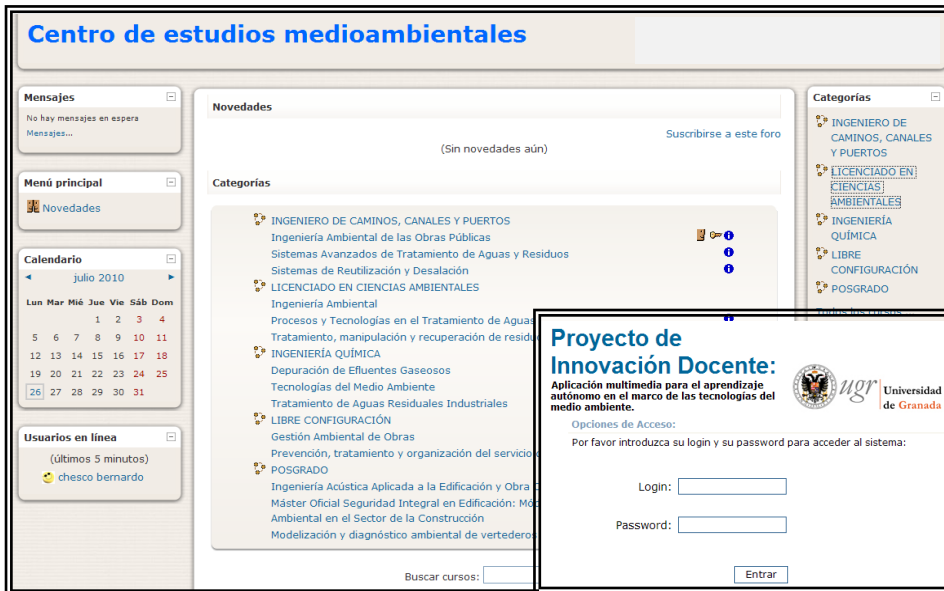 Centro de estudios medioambientales
Mensajes
No hay mensajes en espera
Mensajes...
Menú principal
Novedades
Calendario
julio 2010
Lun Mar Mié Jue Vie Sáb Dom
1 2 3 4
5 6 7 8 9 10 11
12 13 14 15 16 17 18
19 20 21 22 23 24 25
26 27 28 29 30 31
Usuarios en línea
(últimos 5 minutos)
chesco bernardo
Novedades
Suscribirse a este foro
(Sin novedades aún)
Categorías
INGENIERO DE CAMINOS, CANALES Y PUERTOS
Ingeniería Ambiental de las Obras Públicas
Sistemas Avanzados de Tratamiento de Aguas y Residuos
Sistemas de Reutilización y Desalación
LICENCIADO EN CIENCIAS AMBIENTALES
Ingeniería Ambiental
Procesos y Tecnologías en el Tratamiento de Aguas
Tratamiento, manipulación y recuperación de
INGENIERÍA QUÍMICA
Depuración de Efluentes Gaseosos
Tecnologías del Medio Ambiente
Tratamiento de Aguas Residuales Industriales
LIBRE CONFIGURACIÓN
Gestión Ambiental de Obras
Prevención, tratamiento y organización del servicio
POSGRADO
Ingeniería Acústica Aplicada a la Edificación y Obra
Máster Oficial Seguridad Integral en Edificación:
Ambiental en el Sector de la Construcción
Modelización y diagnóstico ambiental de vertederos
Buscar cursos:
Categorías
INGENIERO DE
CAMINOS, CANALES
Y PUERTOS
LICENCIADO EN
CIENCIAS
AMBIENTALES
INGENIERÍA
QUÍMICA
LIBRE
CONFIGURACIÓN
POSGRADO
Todos los cursos
Proyecto de
Innovación Docente:
Aplicación multimedia para el aprendizaje
autónomo en el marco de las tecnologías del
medio ambiente.
ugr Universidad
de Granada
Opciones de Acceso:
Por favor introduzca su login y su password para acceder al sistema:
Login:
Password:
Entrar